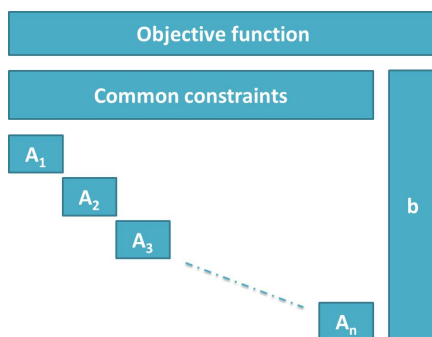 Objective function
Common constraints
A₁
A₂
b
A₃
Aₙ